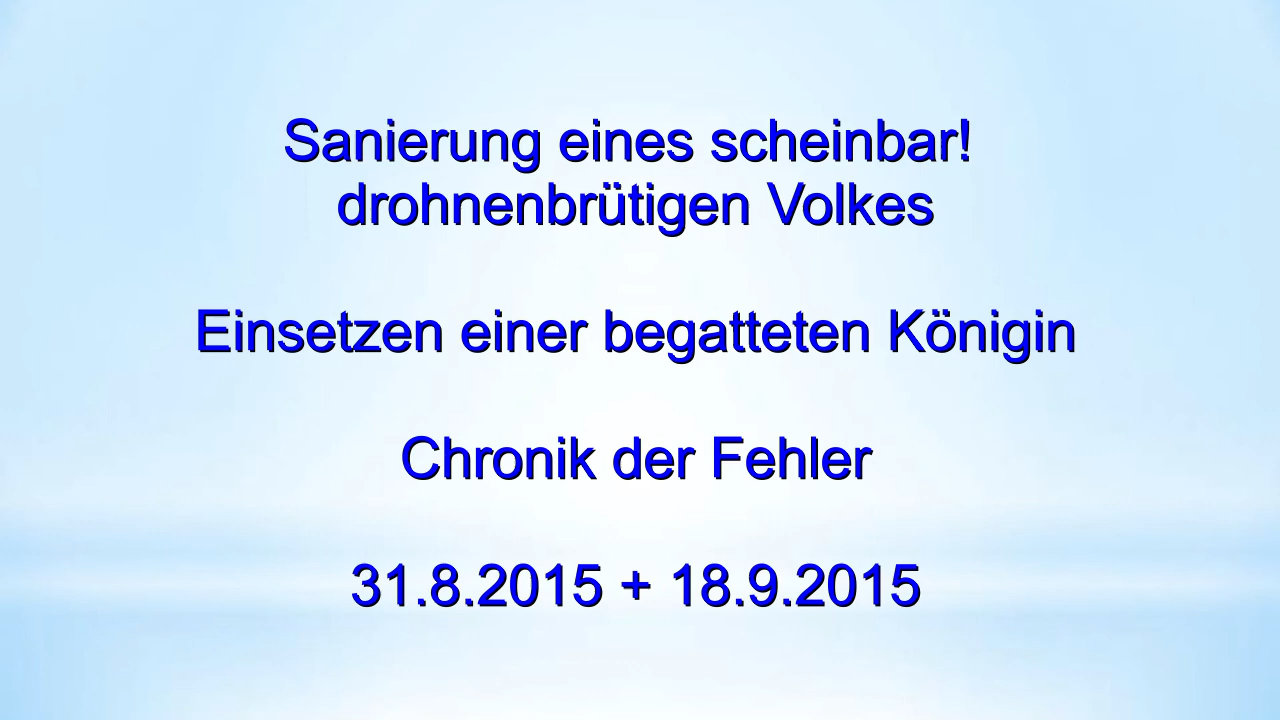 Sanierung eines scheinbar!
drohnenbrütigen Volkes
Einsetzen einer begatteten Königin
Chronik der Fehler
31.8.2015 + 18.9.2015